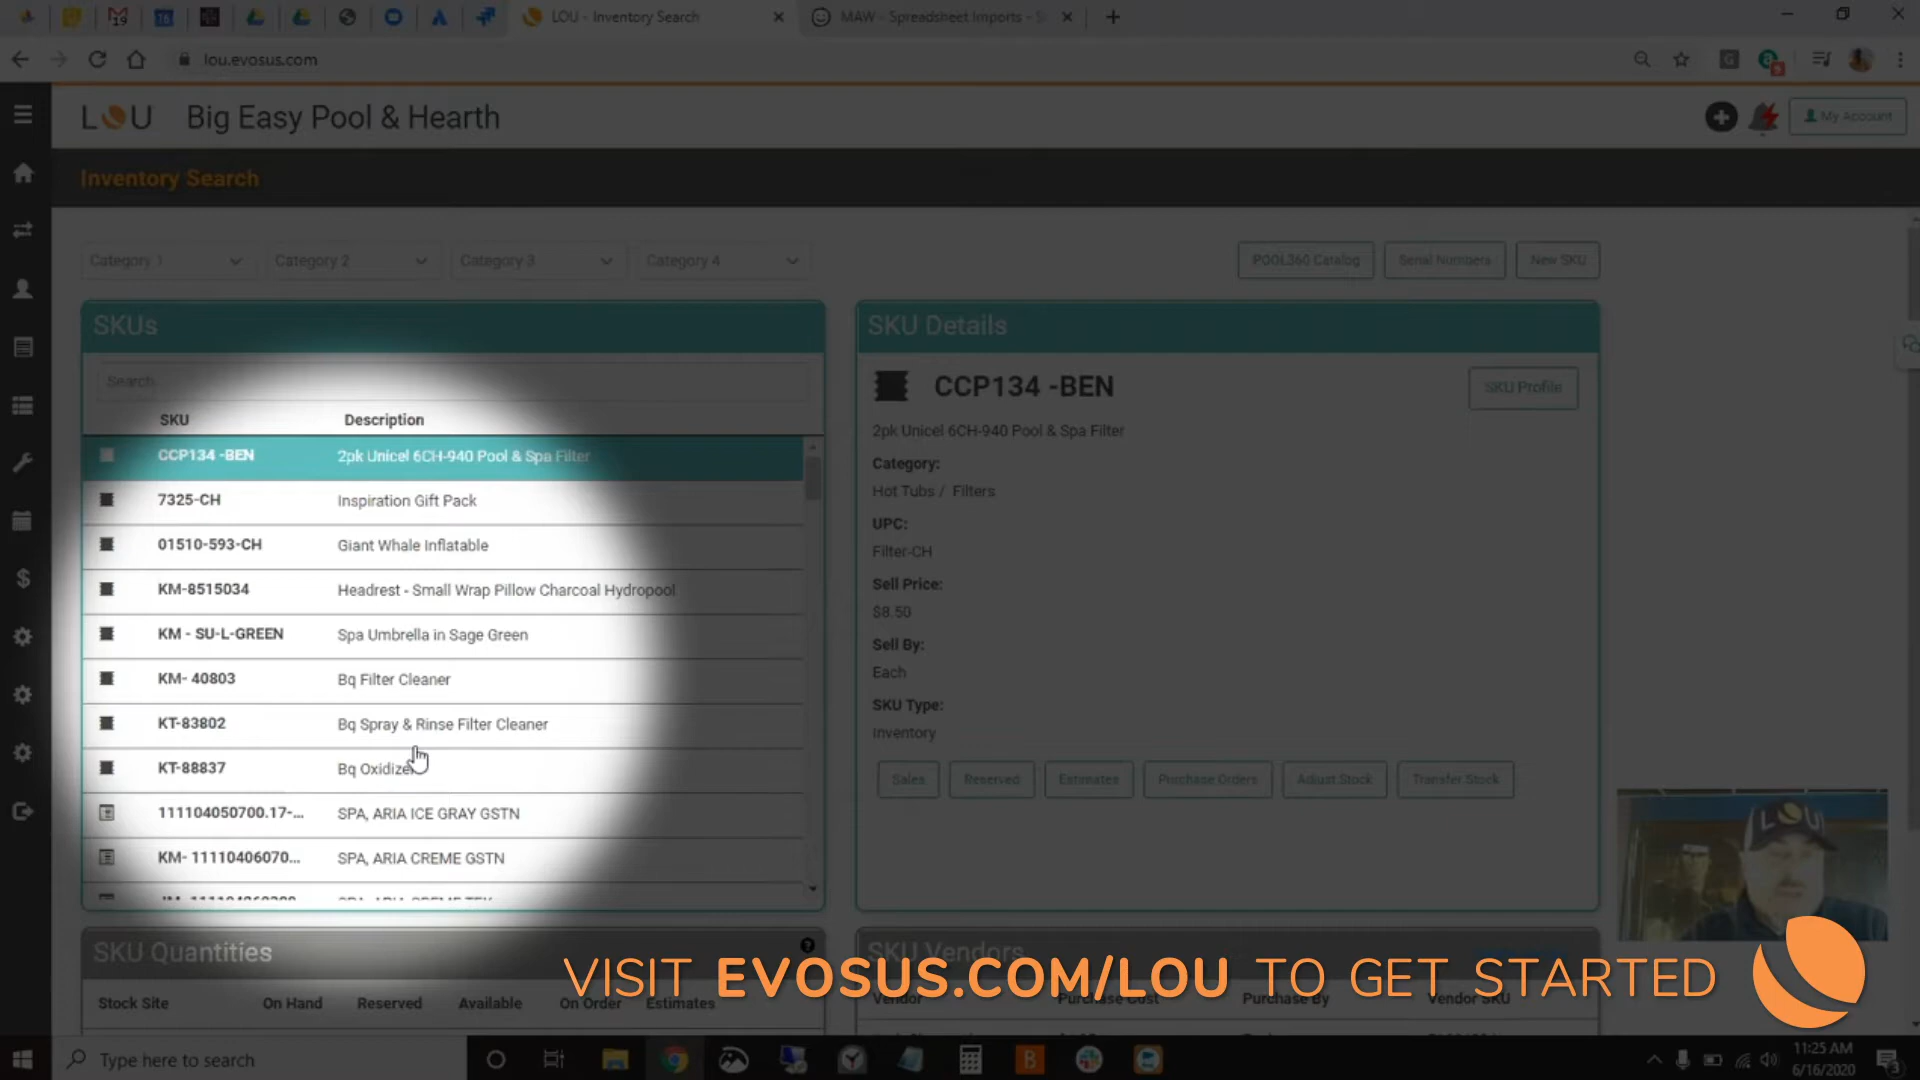 LOU - Inventory Search
MAW - Spreadsheet Imports - S
lou.evosus.com
LOU
Big Easy Pool & Hearth
My Account
Inventory Search
Category 1
Category 2
Category 3
Category 4
POOL360 Catalog
Serial Numbers
New SKU
SKUs
Search
SKU Description
CCP134 -BEN 2pk Unicel 6CH-940 Pool & Spa Filter
7325-CH Inspiration Gift Pack
01510-593-CH Giant Whale Inflatable
KM-8515034 Headrest - Small Wrap Pillow Charcoal Hydropool
KM - SU-L-GREEN Spa Umbrella in Sage Green
KM- 40803 Bq Filter Cleaner
KT-83802 Bq Spray & Rinse Filter Cleaner
KT-88837 Bq Oxidizer
111104050700.17-... SPA, ARIA ICE GRAY GSTN
KM- 11110406070... SPA, ARIA CREME GSTN
SKU Details
CCP134 -BEN
SKU Profile
2pk Unicel 6CH-940 Pool & Spa Filter
Category:
Hot Tubs / Filters
UPC:
Filter-CH
Sell Price:
$8.50
Sell By:
Each
SKU Type:
Inventory
Sales
Reserved
Estimates
Purchase Orders
Adjust Stock
Transfer Stock
LOU
SKU Quantities
Stock Site On Hand Reserved Available On Order Estimates
SKU Vendors
Vendor Purchase Cost Purchase By Vendor SKU
VISIT EVOSUS.COM/LOU TO GET STARTED
Type here to search
11:25 AM
6/16/2020